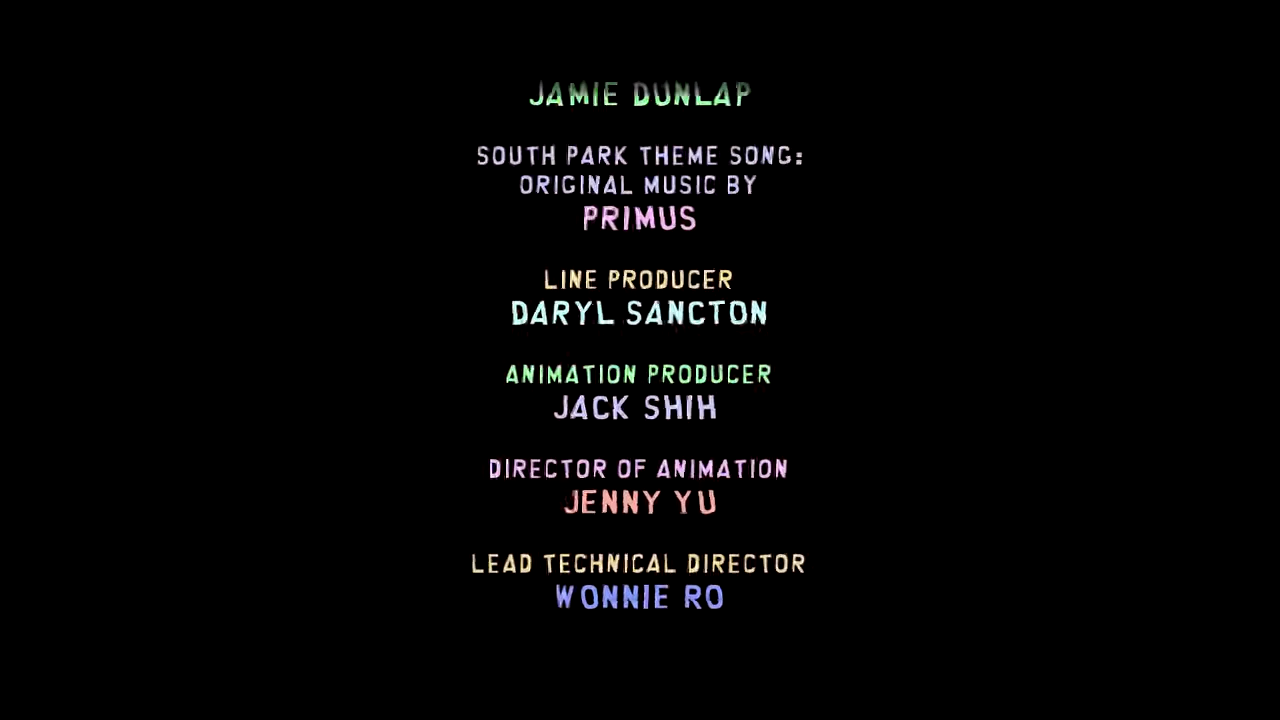 JAMIE DUNLAP
SOUTH PARK THEME SONG:
ORIGINAL MUSIC BY
PRIMUS
LINE PRODUCER
DARYL SANCTON
ANIMATION PRODUCER
JACK SHIH
DIRECTOR OF ANIMATION
JENNY YU
LEAD TECHNICAL DIRECTOR
WONNIE RO